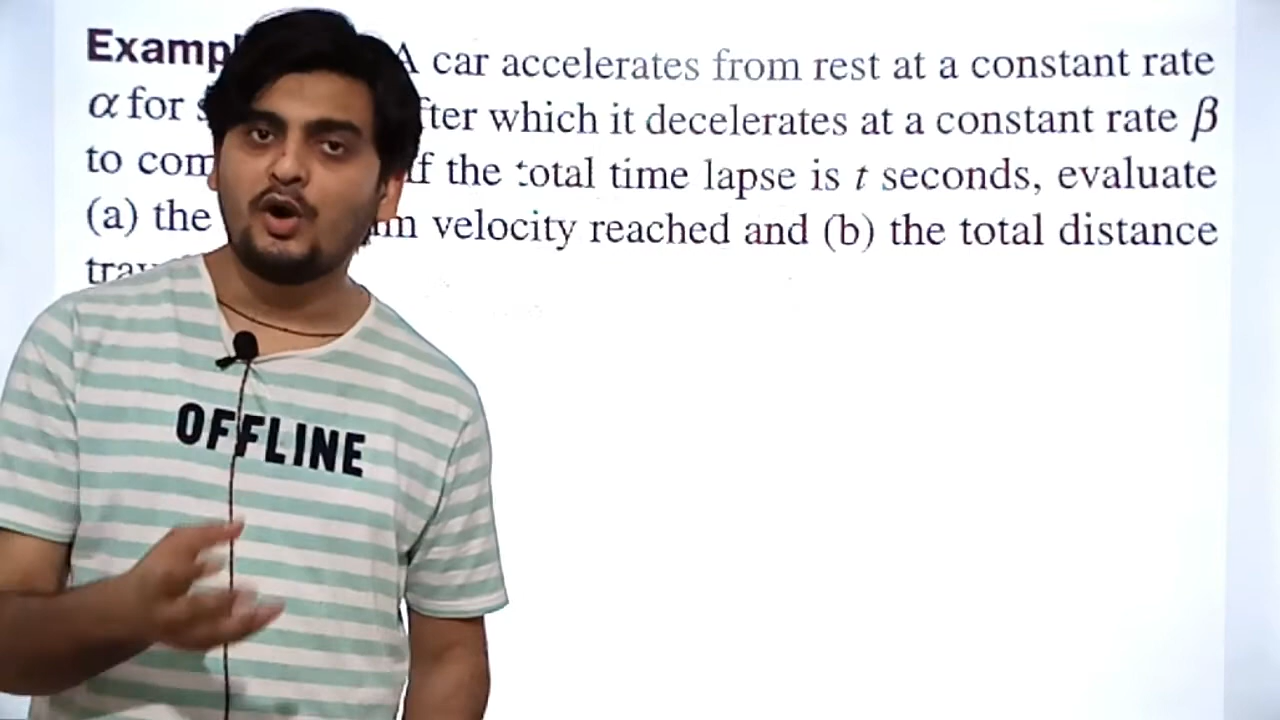 Examp A car accelerates from rest at a constant rate
α for s fter which it decelerates at a constant rate β
to com f the total time lapse is t seconds, evaluate
(a) the m velocity reached and (b) the total distance
trav
OFFLINE